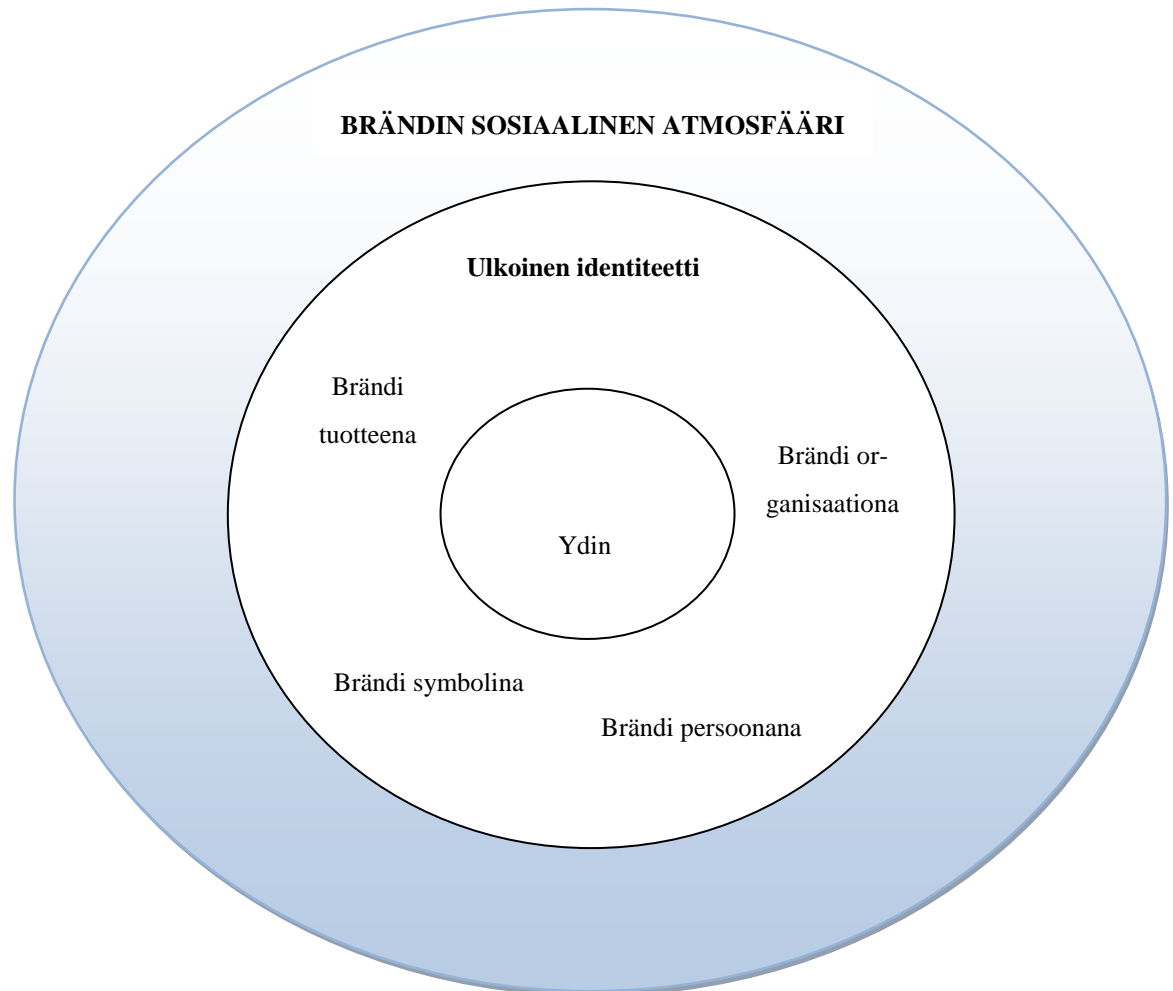 BRÄNDIN SOSIAALINEN ATMOSFÄÄRI
Ulkoinen identiteetti
Brändi
tuotteena
Brändi or-
ganisaationa
Ydin
Brändi symbolina
Brändi persoonana